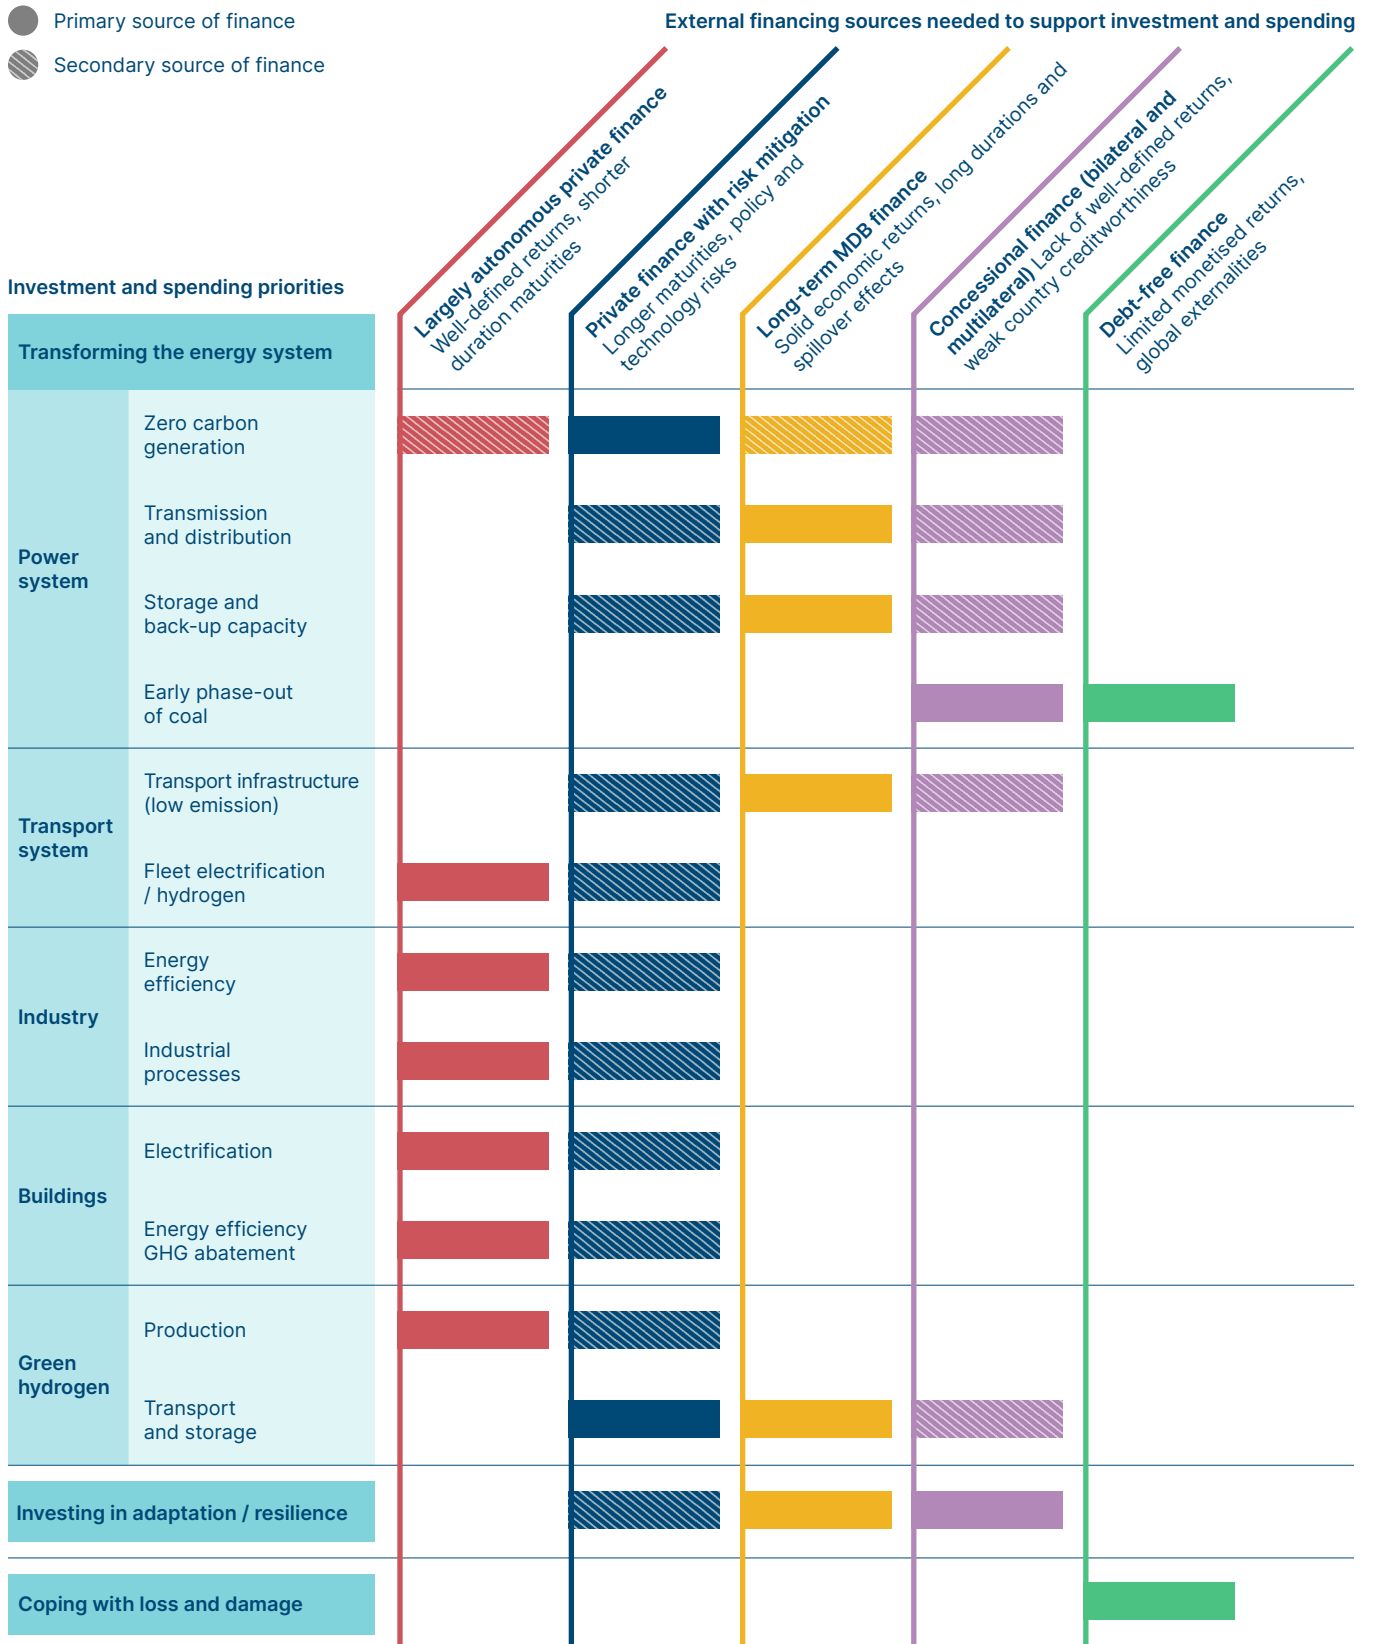 Primary source of finance
Secondary source of finance
External financing sources needed to support investment and spending
Largely autonomous private finance
Well-defined returns, shorter
duration maturities
Private finance with risk mitigation
Longer maturities, policy and
technology risks
Long-term MDB finance
Solid economic returns, long durations and
spillover effects
Concessional finance (bilateral and
multilateral) Lack of well-defined returns,
weak country creditworthiness
Debt-free finance
Limited monetised returns,
global externalities
Investment and spending priorities
Transforming the energy system
Power
system
Zero carbon
generation
Transmission
and distribution
Storage and
back-up capacity
Early phase-out
of coal
Transport
system
Transport infrastructure
(low emission)
Fleet electrification
/ hydrogen
Industry
Energy
efficiency
Industrial
processes
Buildings
Electrification
Energy efficiency
GHG abatement
Green
hydrogen
Production
Transport
and storage
Investing in adaptation / resilience
Coping with loss and damage